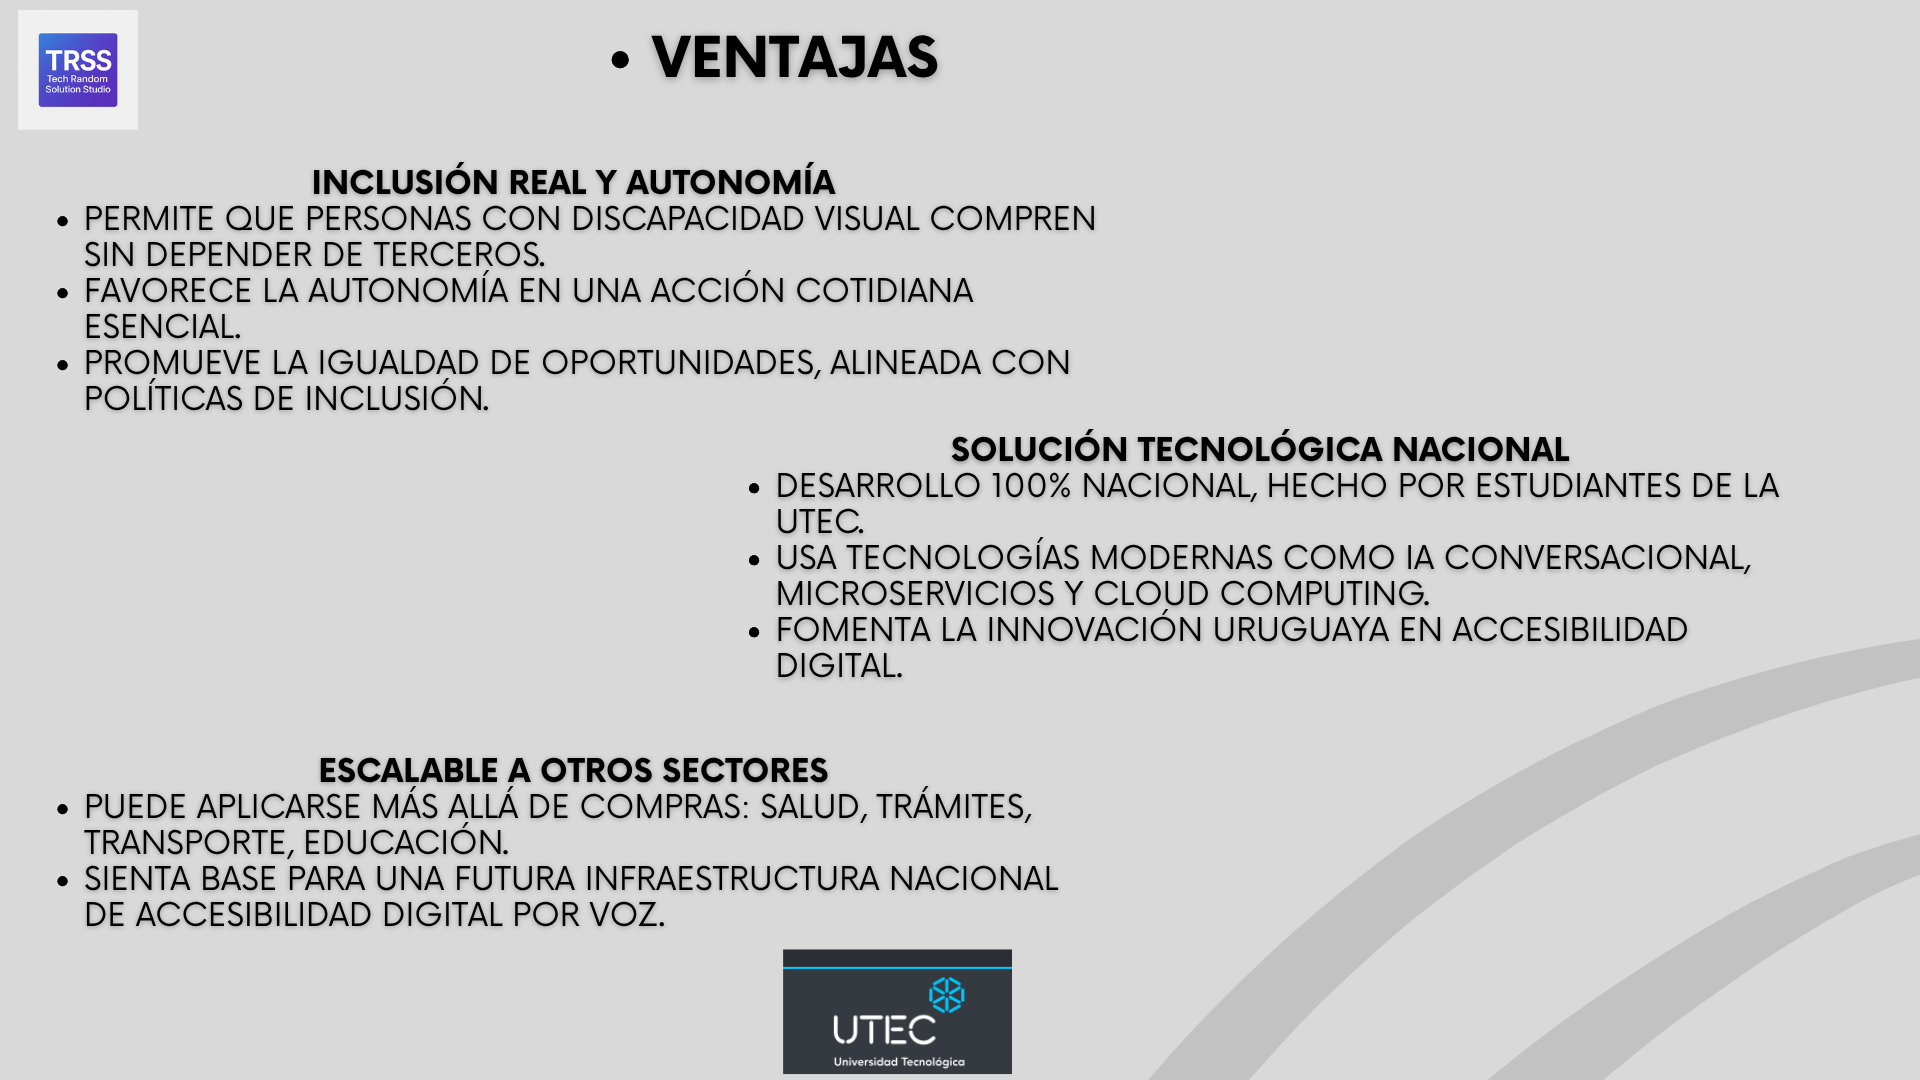 TRSS
Tech Random
Solution Studio
• VENTAJAS
INCLUSIÓN REAL Y AUTONOMÍA
• PERMITE QUE PERSONAS CON DISCAPACIDAD VISUAL COMPREN
SIN DEPENDER DE TERCEROS.
• FAVORECE LA AUTONOMÍA EN UNA ACCIÓN COTIDIANA
ESENCIAL.
• PROMUEVE LA IGUALDAD DE OPORTUNIDADES, ALINEADA CON
POLÍTICAS DE INCLUSIÓN.
SOLUCIÓN TECNOLÓGICA NACIONAL
• DESARROLLO 100% NACIONAL, HECHO POR ESTUDIANTES DE LA
UTEC.
• USA TECNOLOGÍAS MODERNAS COMO IA CONVERSACIONAL,
MICROSERVICIOS Y CLOUD COMPUTING.
• FOMENTA LA INNOVACIÓN URUGUAYA EN ACCESIBILIDAD
DIGITAL.
ESCALABLE A OTROS SECTORES
• PUEDE APLICARSE MÁS ALLÁ DE COMPRAS: SALUD, TRÁMITES,
TRANSPORTE, EDUCACIÓN.
• SIENTA BASE PARA UNA FUTURA INFRAESTRUCTURA NACIONAL
DE ACCESIBILIDAD DIGITAL POR VOZ.
UTEC
Universidad Tecnológica